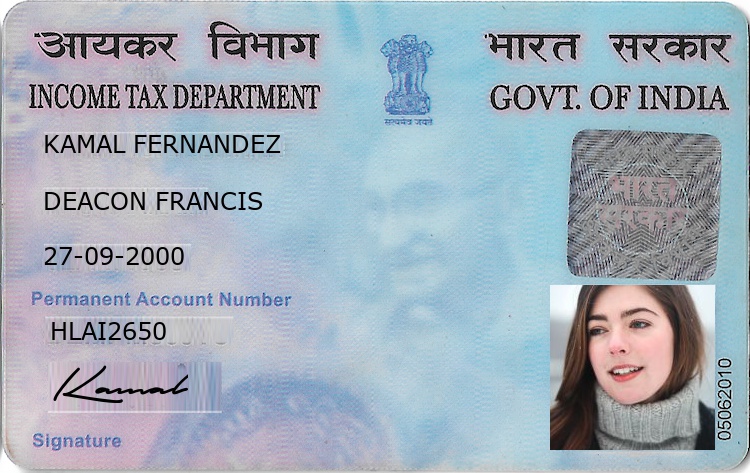 आयकर विभाग
भारत सरकार
INCOME TAX DEPARTMENT
GOVT. OF INDIA
सत्यमेव जयते
KAMAL FERNANDEZ
DEACON FRANCIS
27-09-2000
Permanent Account Number
HLAI2650
Kamal
Signature
भारत
सरकार
05062010